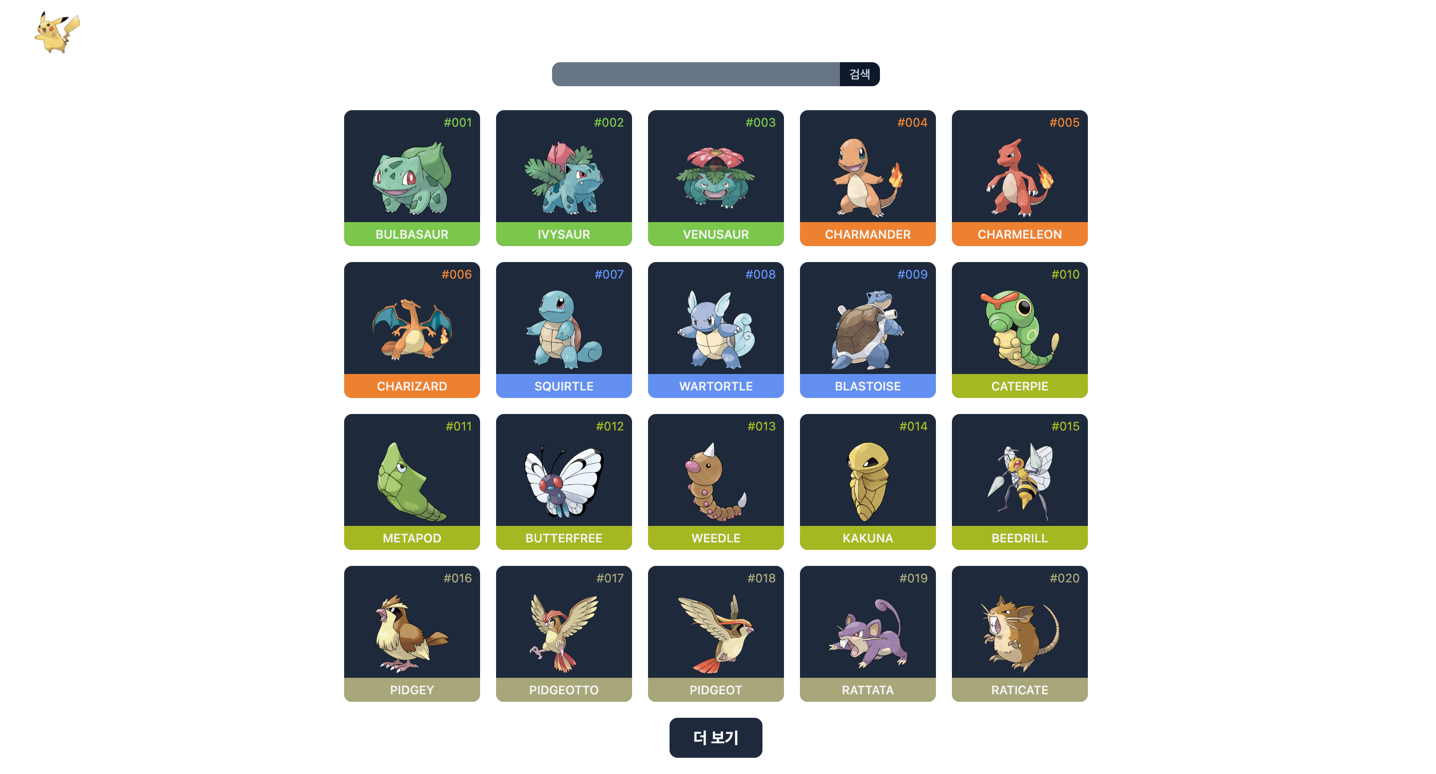 검색
#001 #002 #003 #004 #005
BULBASAUR IVYSAUR VENUSAUR CHARMANDER CHARMELEON
#006 #007 #008 #009 #010
CHARIZARD SQUIRTLE WARTORTLE BLASTOISE CATERPIE
#011 #012 #013 #014 #015
METAPOD BUTTERFREE WEEDLE KAKUNA BEEDRILL
#016 #017 #018 #019 #020
PIDGEY PIDGEOTTO PIDGEOT RATTATA RATICATE
더 보기